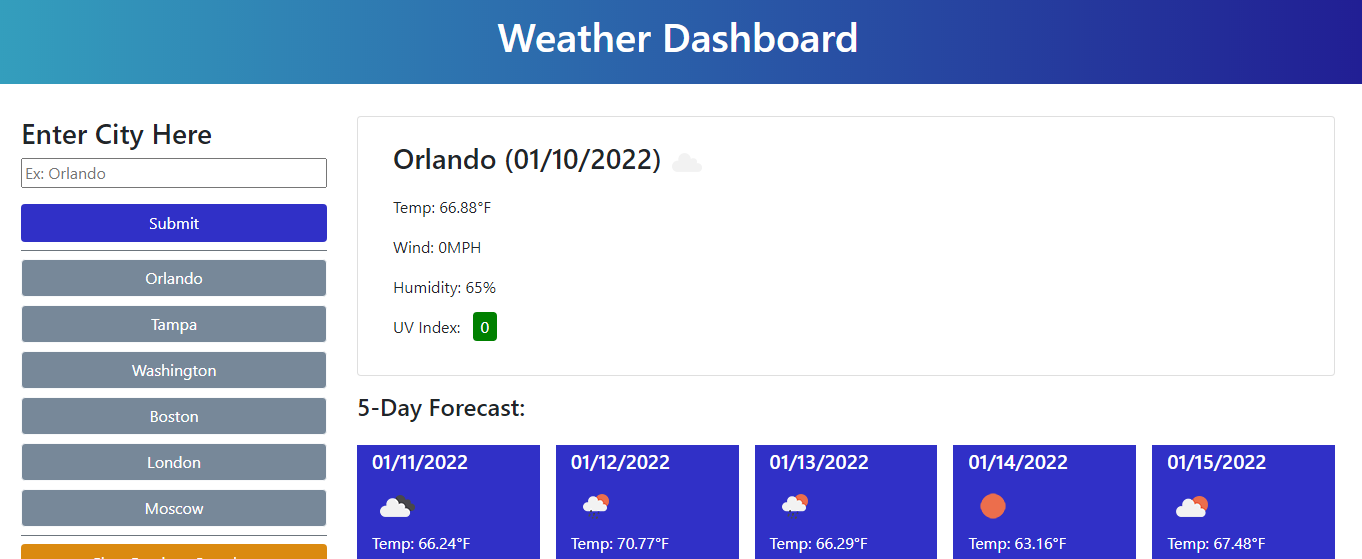 Weather Dashboard
Enter City Here
Ex: Orlando
Submit
Orlando
Tampa
Washington
Boston
London
Moscow
Orlando (01/10/2022)
Temp: 66.88°F
Wind: 0MPH
Humidity: 65%
UV Index: 0
5-Day Forecast:
01/11/2022
Temp: 66.24°F
01/12/2022
Temp: 70.77°F
01/13/2022
Temp: 66.29°F
01/14/2022
Temp: 63.16°F
01/15/2022
Temp: 67.48°F